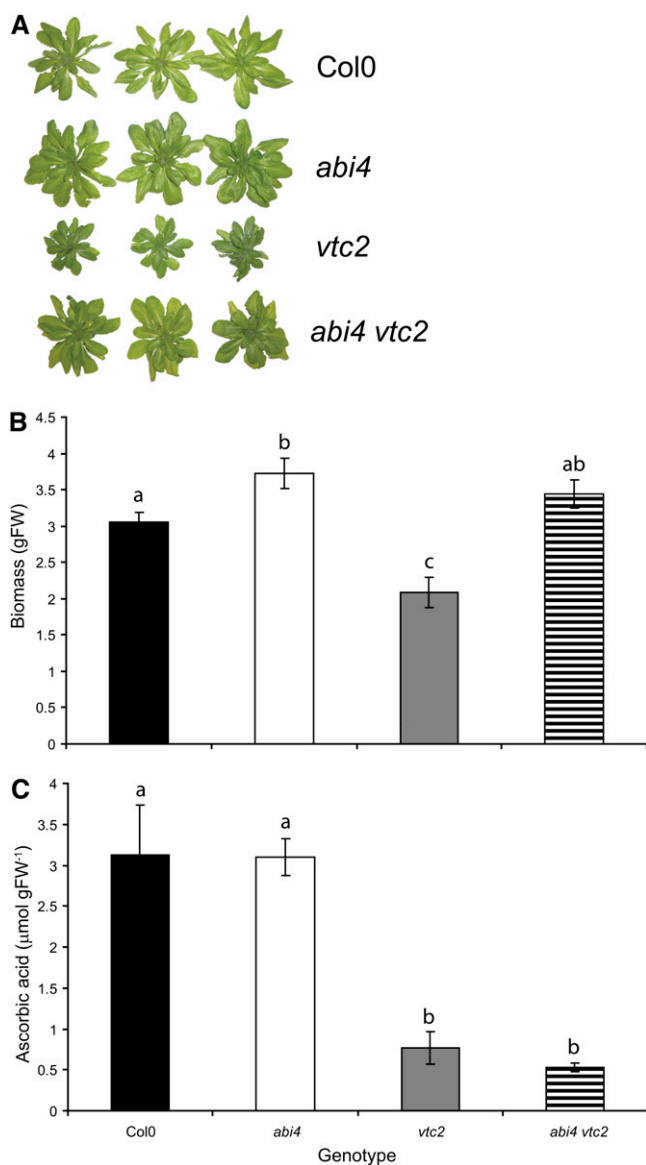 A
Col0
abi4
vtc2
abi4 vtc2
B
Biomass (gFW)
4.5
4
3.5
3
2.5
2
1.5
1
0.5
0
a
b
c
ab
C
Ascorbic acid (µmol gFW⁻¹)
4
3.5
3
2.5
2
1.5
1
0.5
0
a
a
b
b
Col0 abi4 vtc2 abi4 vtc2
Genotype